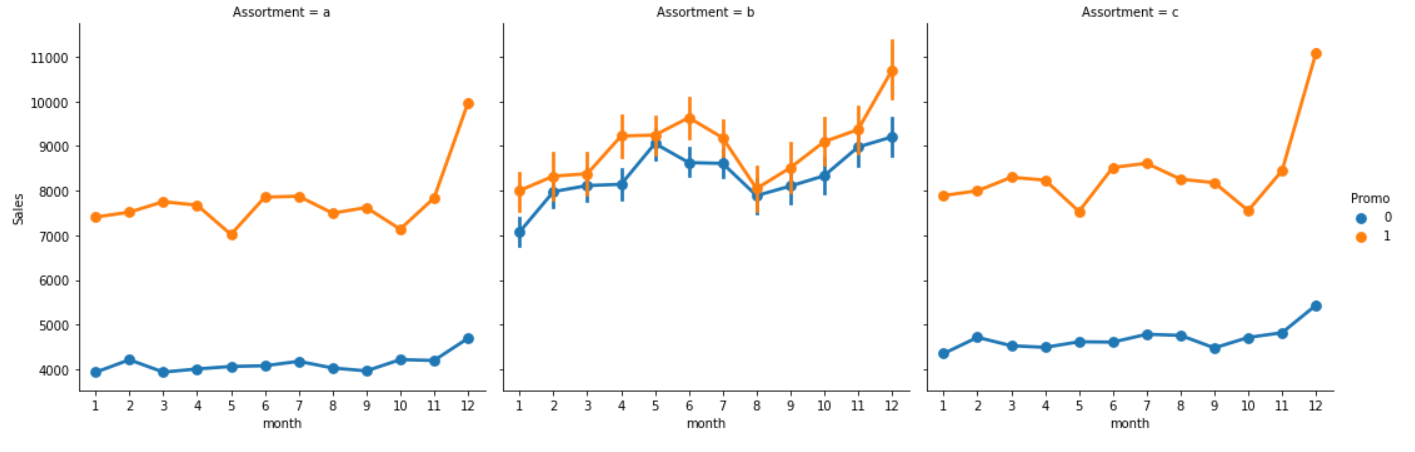 Assortment = a
Assortment = b
Assortment = c
11000
10000
9000
8000
7000
6000
5000
4000
Sales
1 2 3 4 5 6 7 8 9 10 11 12
month
1 2 3 4 5 6 7 8 9 10 11 12
month
1 2 3 4 5 6 7 8 9 10 11 12
month
Promo
0
1